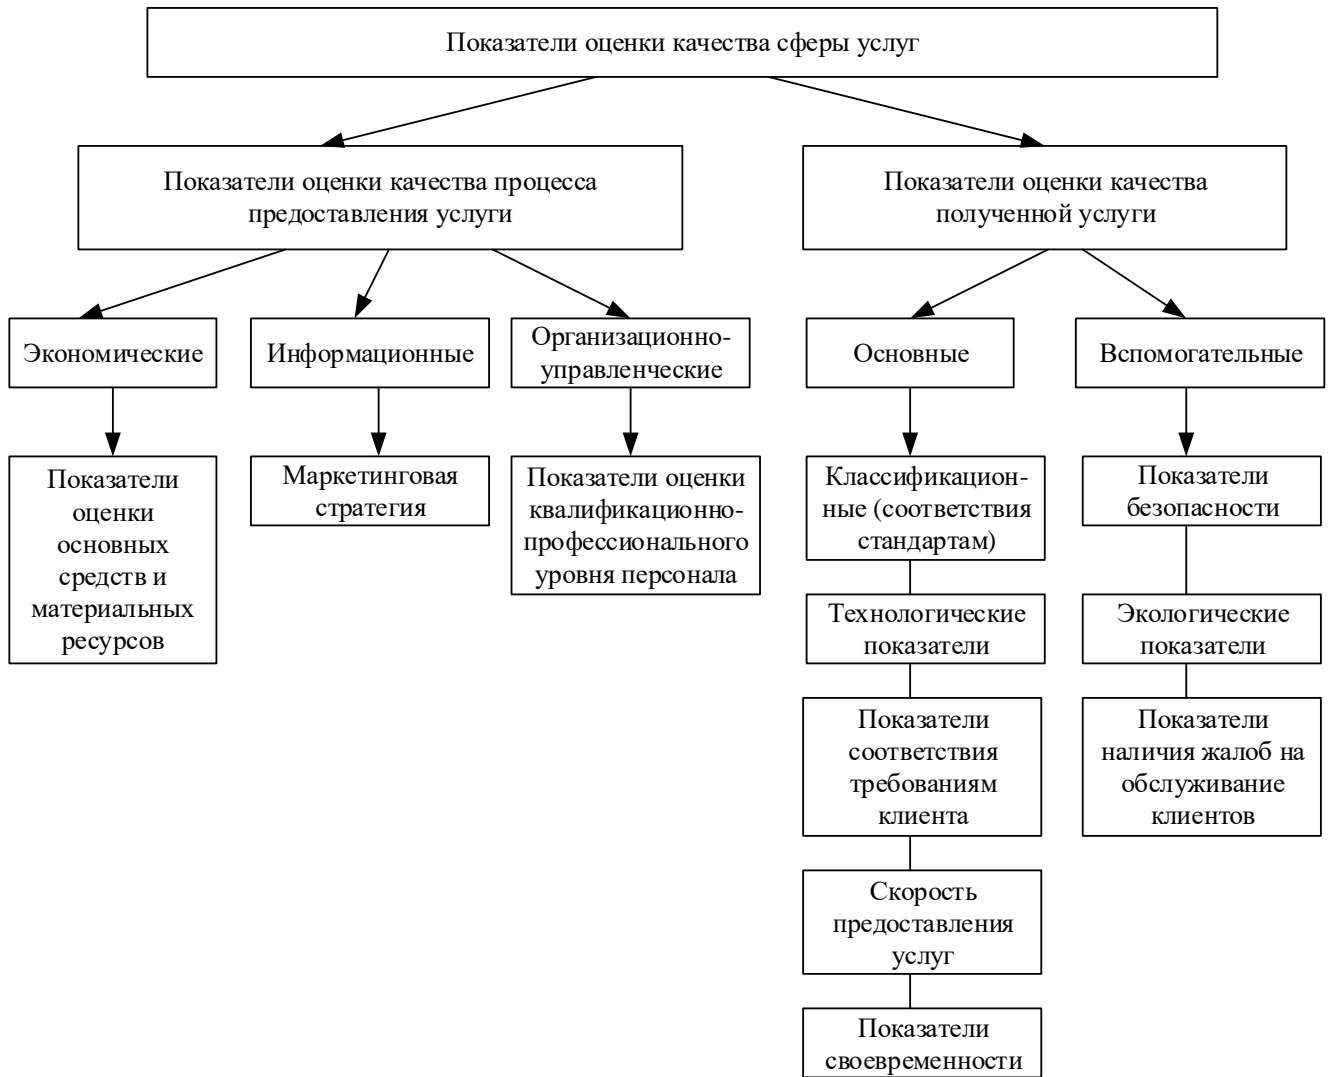 Показатели оценки качества сферы услуг
Показатели оценки качества процесса
предоставления услуги
Показатели оценки качества
полученной услуги
Экономические
Информационные
Организационно-
управленческие
Основные
Вспомогательные
Показатели
оценки
основных
средств и
материальных
ресурсов
Маркетинговая
стратегия
Показатели оценки
квалификационно-
профессионального
уровня персонала
Классификацион-
ные (соответствия
стандартам)
Технологические
показатели
Показатели
соответствия
требованиям
клиента
Скорость
предоставления
услуг
Показатели
своевременности
Показатели
безопасности
Экологические
показатели
Показатели
наличия жалоб на
обслуживание
клиентов